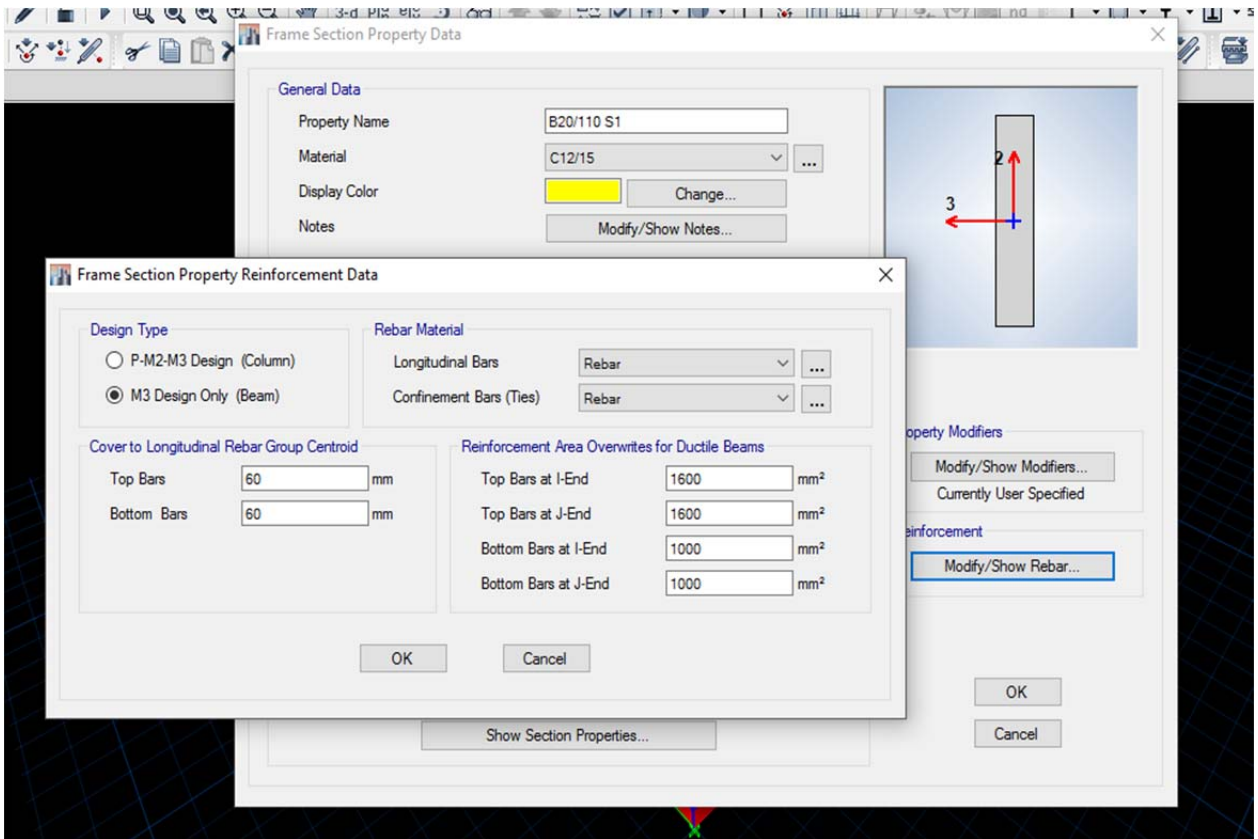 3-d
nd
Frame Section Property Data
General Data
Property Name B20/110 S1
Material C12/15 ...
Display Color Change...
Notes Modify/Show Notes...
2
3
Frame Section Property Reinforcement Data
Design Type
P-M2-M3 Design (Column)
M3 Design Only (Beam)
Rebar Material
Longitudinal Bars Rebar ...
Confinement Bars (Ties) Rebar ...
Cover to Longitudinal Rebar Group Centroid
Top Bars 60 mm
Bottom Bars 60 mm
Reinforcement Area Overwrites for Ductile Beams
Top Bars at I-End 1600 mm²
Top Bars at J-End 1600 mm²
Bottom Bars at I-End 1000 mm²
Bottom Bars at J-End 1000 mm²
OK Cancel
operty Modifiers
Modify/Show Modifiers...
Currently User Specified
einforcement
Modify/Show Rebar...
OK
Cancel
Show Section Properties...